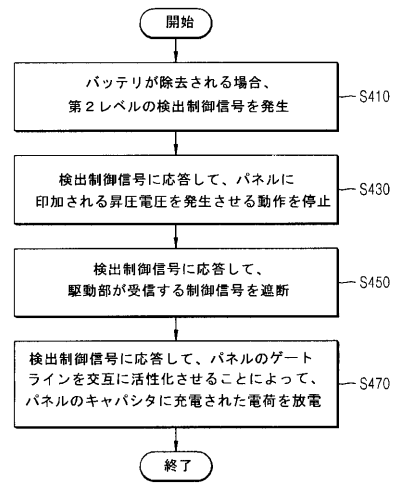 開始
バッテリが除去される場合、
第2レベルの検出制御信号を発生
S410
検出制御信号に応答して、パネルに
印加される昇圧電圧を発生させる動作を停止
S430
検出制御信号に応答して、
駆動部が受信する制御信号を遮断
S450
検出制御信号に応答して、パネルのゲート
ラインを交互に活性化させることによって、
パネルのキャパシタに充電された電荷を放電
S470
終了